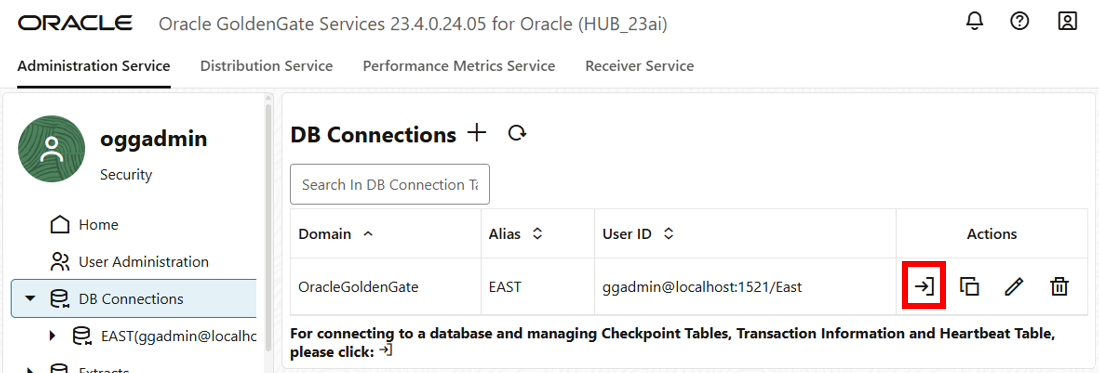 ORACLE Oracle GoldenGate Services 23.4.0.24.05 for Oracle (HUB_23ai)
Administration Service Distribution Service Performance Metrics Service Receiver Service
oggadmin
Security
Home
User Administration
DB Connections
EAST(ggadmin@localhc
Extracts
DB Connections
Search In DB Connection Ta
Domain Alias User ID Actions
OracleGoldenGate EAST ggadmin@localhost:1521/East
For connecting to a database and managing Checkpoint Tables, Transaction Information and Heartbeat Table,
please click: